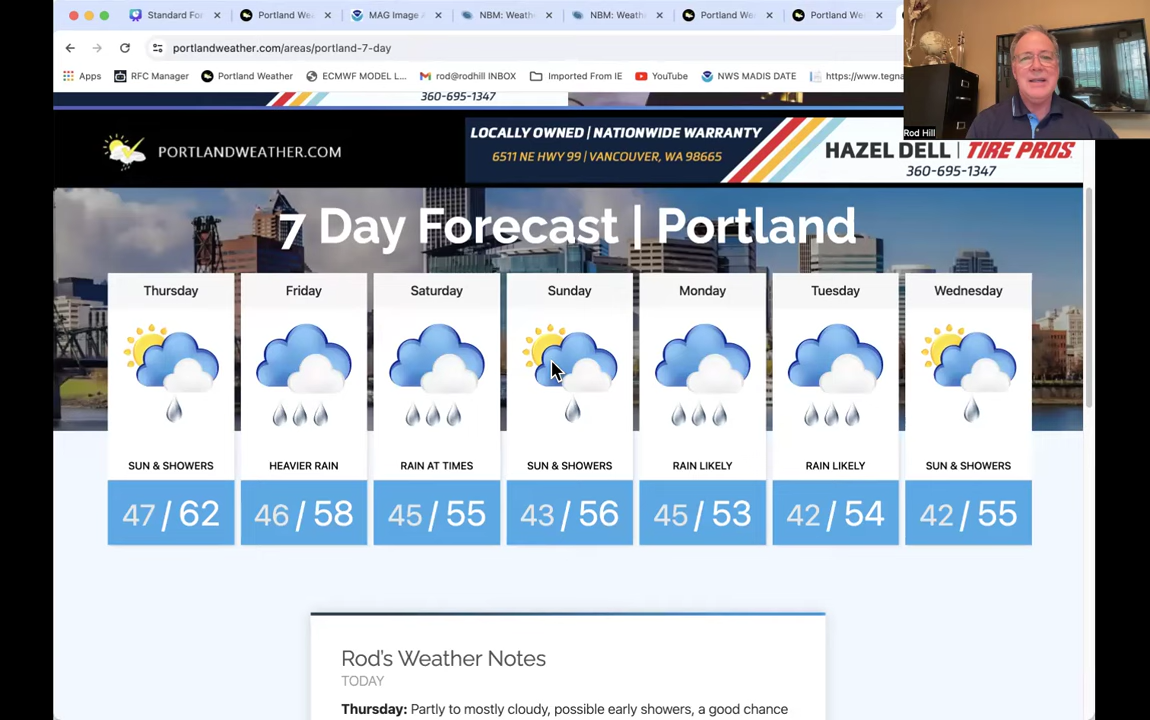 Standard For
Portland Wea
MAG Image A
NBM: Weath
NBM: Weath
Portland Wea
Portland Wea
portlandweather.com/areas/portland-7-day
Apps
RFC Manager
Portland Weather
ECMWF MODEL L...
rod@rodhill INBOX
Imported From IE
YouTube
NWS MADIS DATE
https://www.tegna
Rod Hill
360-695-1347
PORTLANDWEATHER.COM
LOCALLY OWNED | NATIONWIDE WARRANTY
6511 NE HWY 99 | VANCOUVER, WA 98665
HAZEL DELL | TIRE PROS
360-695-1347
7 Day Forecast | Portland
Thursday
SUN & SHOWERS
47 / 62
Friday
HEAVIER RAIN
46 / 58
Saturday
RAIN AT TIMES
45 / 55
Sunday
SUN & SHOWERS
43 / 56
Monday
RAIN LIKELY
45 / 53
Tuesday
RAIN LIKELY
42 / 54
Wednesday
SUN & SHOWERS
42 / 55
Rod's Weather Notes
TODAY
Thursday: Partly to mostly cloudy, possible early showers, a good chance